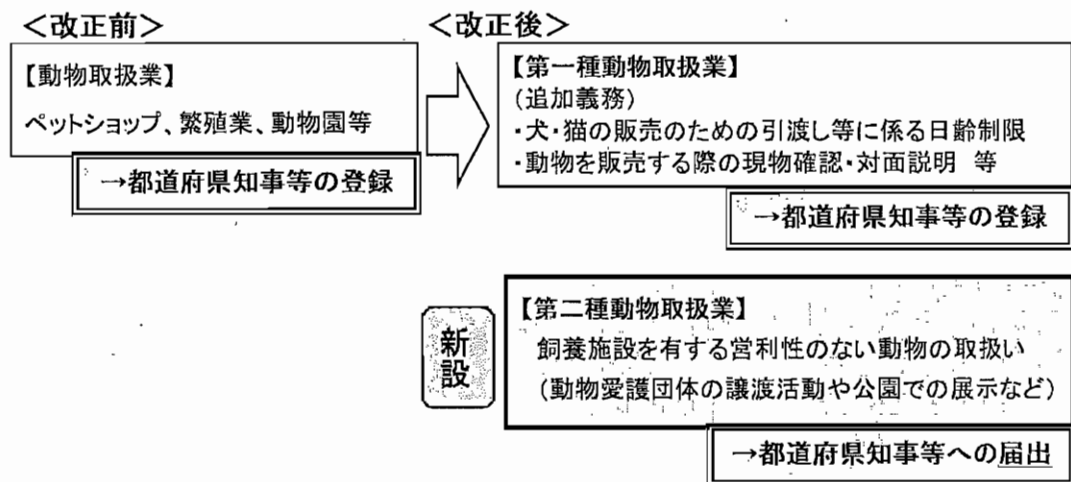 ＜改正前＞
【動物取扱業】
ペットショップ、繁殖業、動物園等
→都道府県知事等の登録
＜改正後＞
【第一種動物取扱業】
(追加義務)
・犬・猫の販売のための引渡し等に係る日齢制限
・動物を販売する際の現物確認・対面説明 等
→都道府県知事等の登録
新設
【第二種動物取扱業】
飼養施設を有する営利性のない動物の取扱い
(動物愛護団体の譲渡活動や公園での展示など)
→都道府県知事等への届出